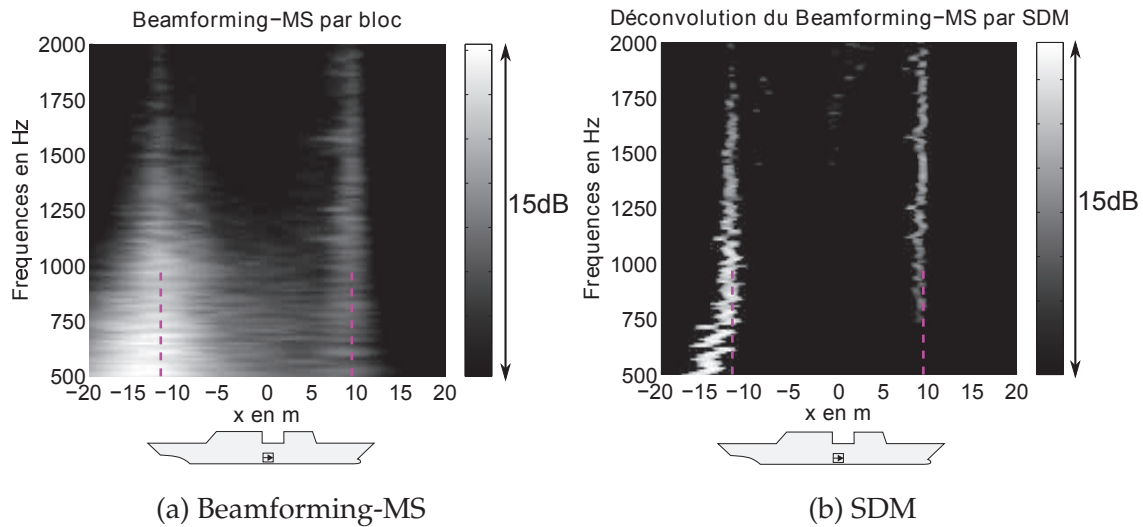 Beamforming−MS par bloc
2000
1750
1500
1250
1000
750
500
Frequences en Hz
−20 −15 −10 −5 0 5 10 15 20
x en m
15dB
(a) Beamforming-MS
Déconvolution du Beamforming−MS par SDM
2000
1750
1500
1250
1000
750
500
Frequences en Hz
−20 −15 −10 −5 0 5 10 15 20
x en m
15dB
(b) SDM